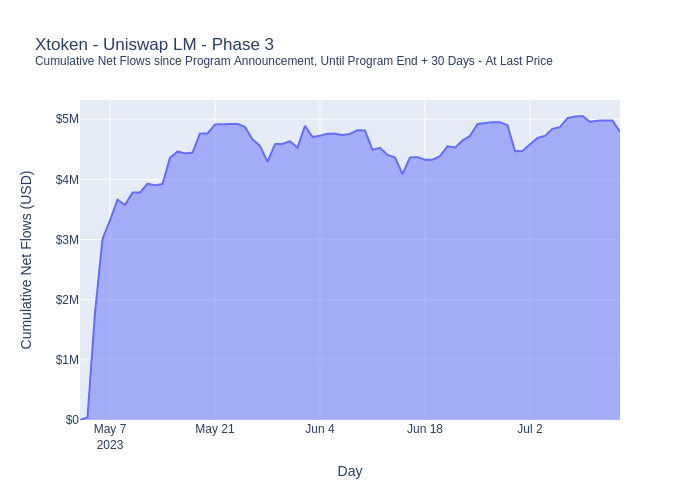 Xtoken - Uniswap LM - Phase 3
Cumulative Net Flows since Program Announcement, Until Program End + 30 Days - At Last Price
Cumulative Net Flows (USD)
$5M
$4M
$3M
$2M
$1M
$0
May 7
2023
May 21
Jun 4
Jun 18
Jul 2
Day